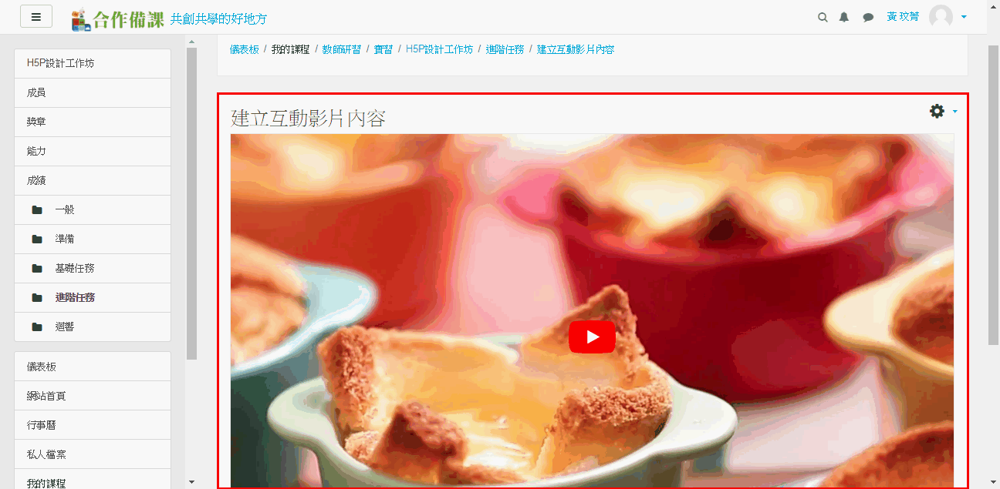 合作備課 共創共學的好地方
黃 玟菁
H5P設計工作坊
成員
獎章
能力
成績
一般
準備
基礎任務
進階任務
迴響
儀表板
網站首頁
行事曆
私人檔案
我的課程
儀表板 / 我的課程 / 教師研習 / 實習 / H5P設計工作坊 / 進階任務 / 建立互動影片內容
建立互動影片內容